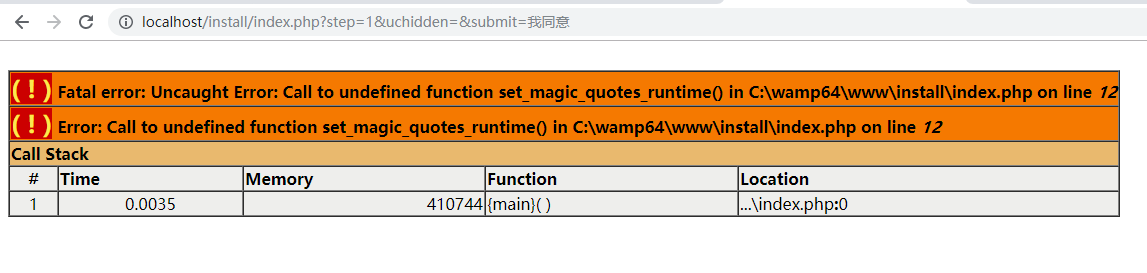 localhost/install/index.php?step=1&uchidden=&submit=我同意
( ! ) Fatal error: Uncaught Error: Call to undefined function set_magic_quotes_runtime() in C:\wamp64\www\install\index.php on line 12
( ! ) Error: Call to undefined function set_magic_quotes_runtime() in C:\wamp64\www\install\index.php on line 12
Call Stack
# Time Memory Function Location
1 0.0035 410744 {main}( ) ...\index.php:0